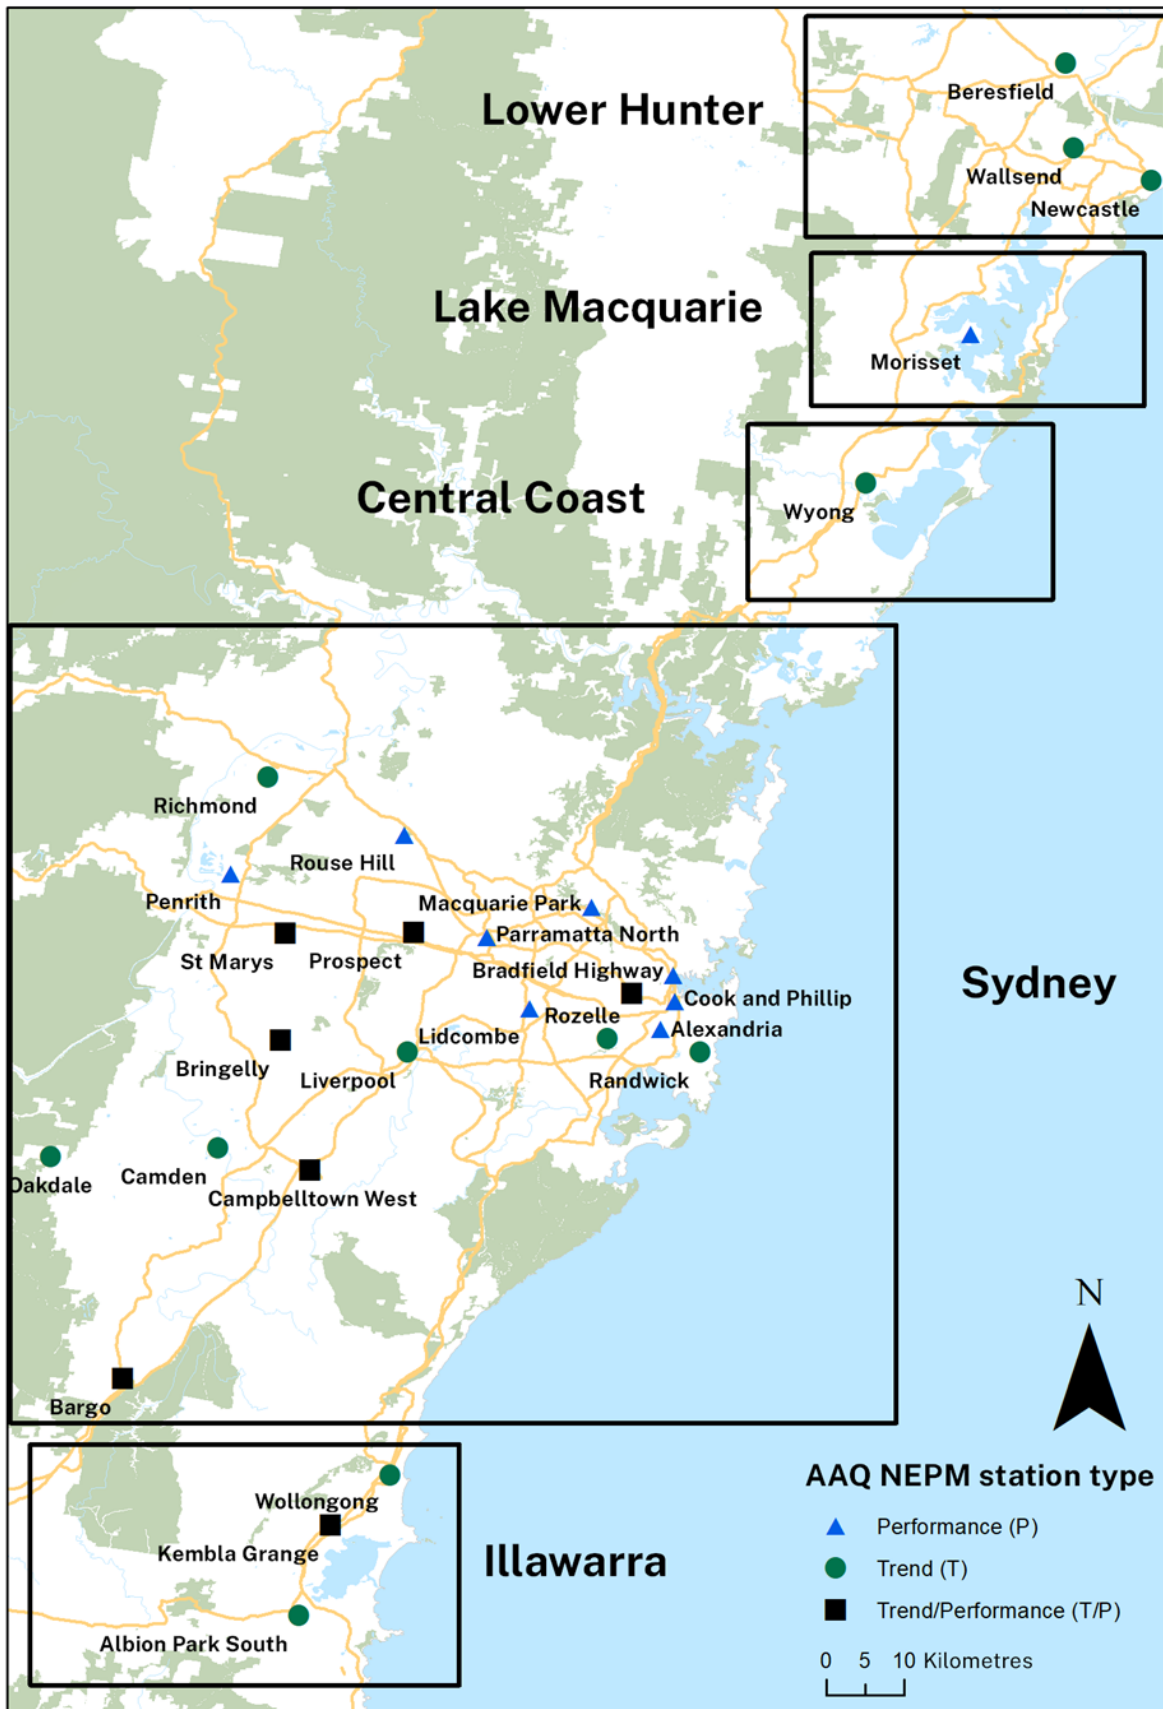 Lower Hunter
Beresfield
Wallsend
Newcastle
Lake Macquarie
Morisset
Central Coast
Wyong
Richmond
Rouse Hill
Penrith
Macquarie Park
Parramatta North
St Marys
Prospect
Bradfield Highway
Sydney
Cook and Phillip
Rozelle
Alexandria
Lidcombe
Bringelly
Liverpool
Randwick
Oakdale
Camden
Campbelltown West
N
Bargo
AAQ NEPM station type
Wollongong
Performance (P)
Kembla Grange
Illawarra
Trend (T)
Trend/Performance (T/P)
Albion Park South
0 5 10 Kilometres